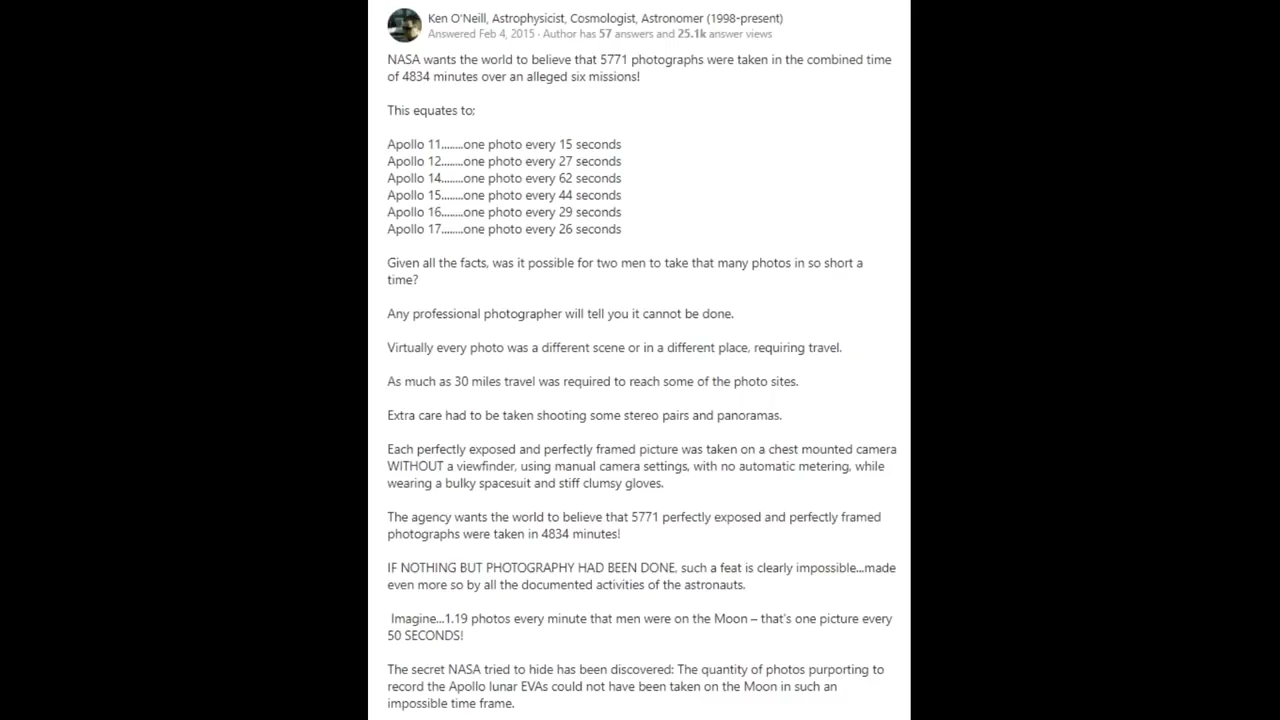 Ken O'Neill, Astrophysicist, Cosmologist, Astronomer (1998-present)
Answered Feb 4, 2015 · Author has 57 answers and 25.1k answer views
NASA wants the world to believe that 5771 photographs were taken in the combined time
of 4834 minutes over an alleged six missions!
This equates to;
Apollo 11........one photo every 15 seconds
Apollo 12........one photo every 27 seconds
Apollo 14........one photo every 62 seconds
Apollo 15........one photo every 44 seconds
Apollo 16........one photo every 29 seconds
Apollo 17........one photo every 26 seconds
Given all the facts, was it possible for two men to take that many photos in so short a
time?
Any professional photographer will tell you it cannot be done.
Virtually every photo was a different scene or in a different place, requiring travel.
As much as 30 miles travel was required to reach some of the photo sites.
Extra care had to be taken shooting some stereo pairs and panoramas.
Each perfectly exposed and perfectly framed picture was taken on a chest mounted camera
WITHOUT a viewfinder, using manual camera settings, with no automatic metering, while
wearing a bulky spacesuit and stiff clumsy gloves.
The agency wants the world to believe that 5771 perfectly exposed and perfectly framed
photographs were taken in 4834 minutes!
IF NOTHING BUT PHOTOGRAPHY HAD BEEN DONE, such a feat is clearly impossible...made
even more so by all the documented activities of the astronauts.
Imagine...1.19 photos every minute that men were on the Moon – that's one picture every
50 SECONDS!
The secret NASA tried to hide has been discovered: The quantity of photos purporting to
record the Apollo lunar EVAs could not have been taken on the Moon in such an
impossible time frame.